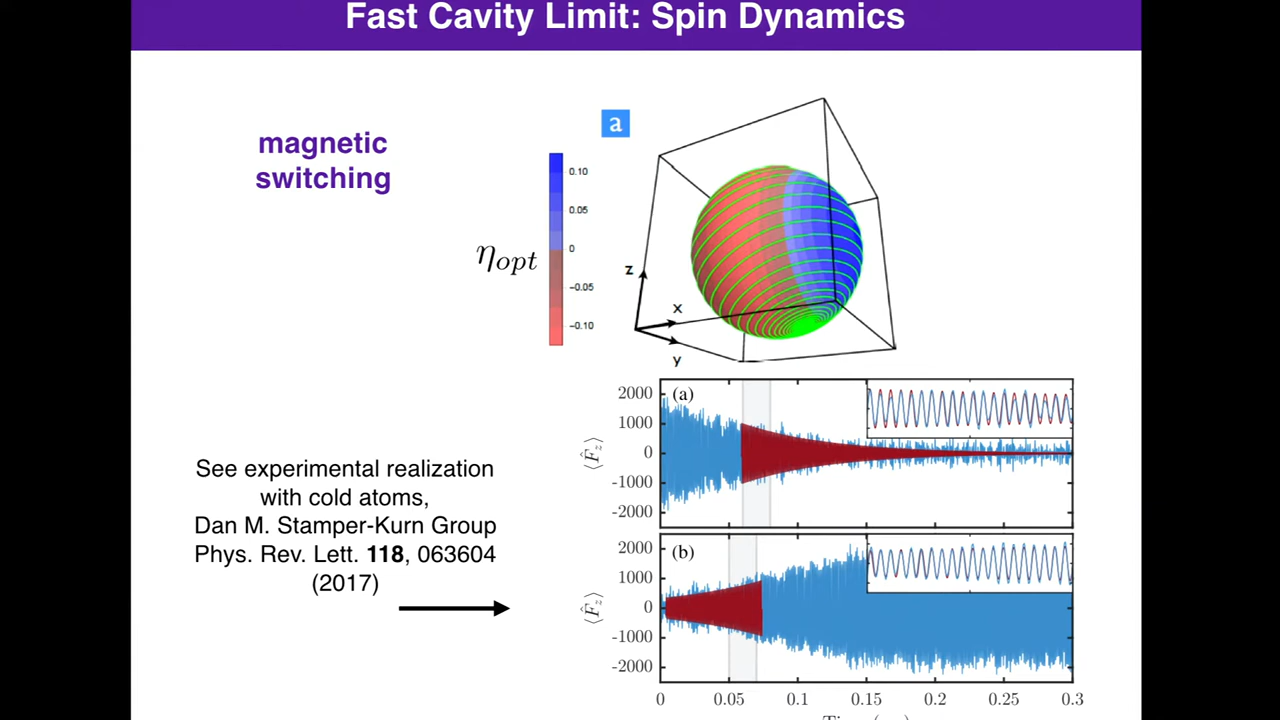 Fast Cavity Limit: Spin Dynamics
magnetic
switching
a
0.10
0.05
0
−0.05
−0.10
η_opt
z
x
y
See experimental realization
with cold atoms,
Dan M. Stamper-Kurn Group
Phys. Rev. Lett. 118, 063604
(2017)
(a)
2000
1000
0
-1000
-2000
⟨F̂_z⟩
(b)
2000
1000
0
-1000
-2000
⟨F̂_z⟩
0 0.05 0.1 0.15 0.2 0.25 0.3